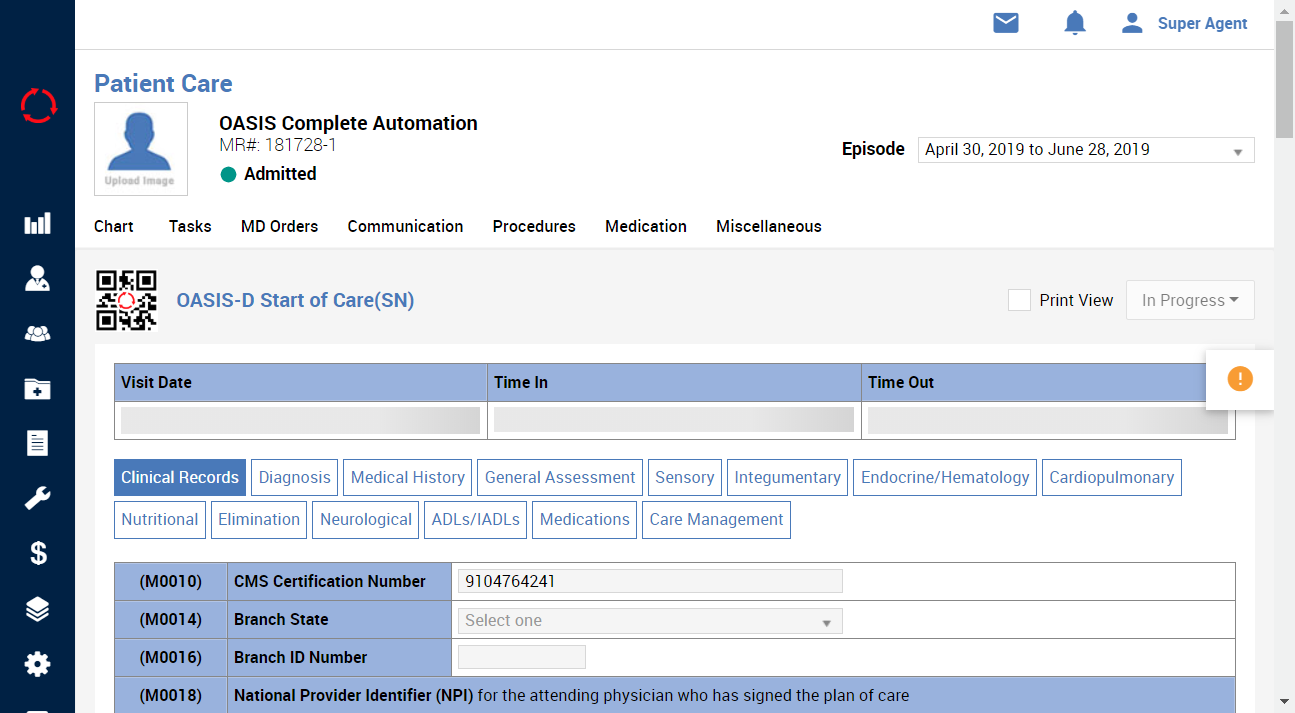 Super Agent
Patient Care
Upload Image
OASIS Complete Automation
MR#: 181728-1
Admitted
Episode
April 30, 2019 to June 28, 2019
Chart Tasks MD Orders Communication Procedures Medication Miscellaneous
OASIS-D Start of Care(SN)
Print View
In Progress
Visit Date Time In Time Out
Clinical Records Diagnosis Medical History General Assessment Sensory Integumentary Endocrine/Hematology Cardiopulmonary
Nutritional Elimination Neurological ADLs/IADLs Medications Care Management
(M0010) CMS Certification Number 9104764241
(M0014) Branch State Select one
(M0016) Branch ID Number
(M0018) National Provider Identifier (NPI) for the attending physician who has signed the plan of care